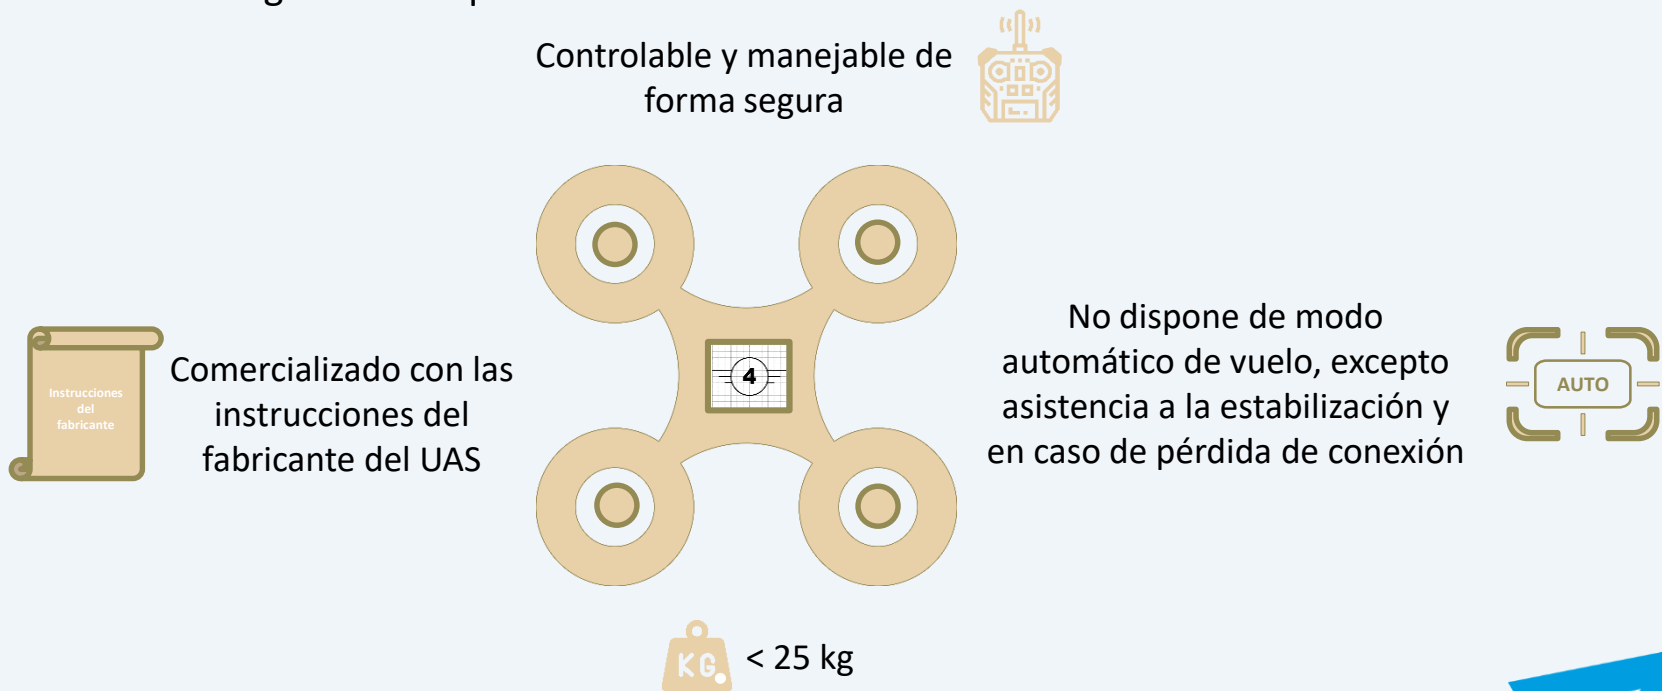 Controlable y manejable de
forma segura
Instrucciones
del
fabricante
Comercializado con las
instrucciones del
fabricante del UAS
4
No dispone de modo
automático de vuelo, excepto
asistencia a la estabilización y
en caso de pérdida de conexión
AUTO
KG
< 25 kg